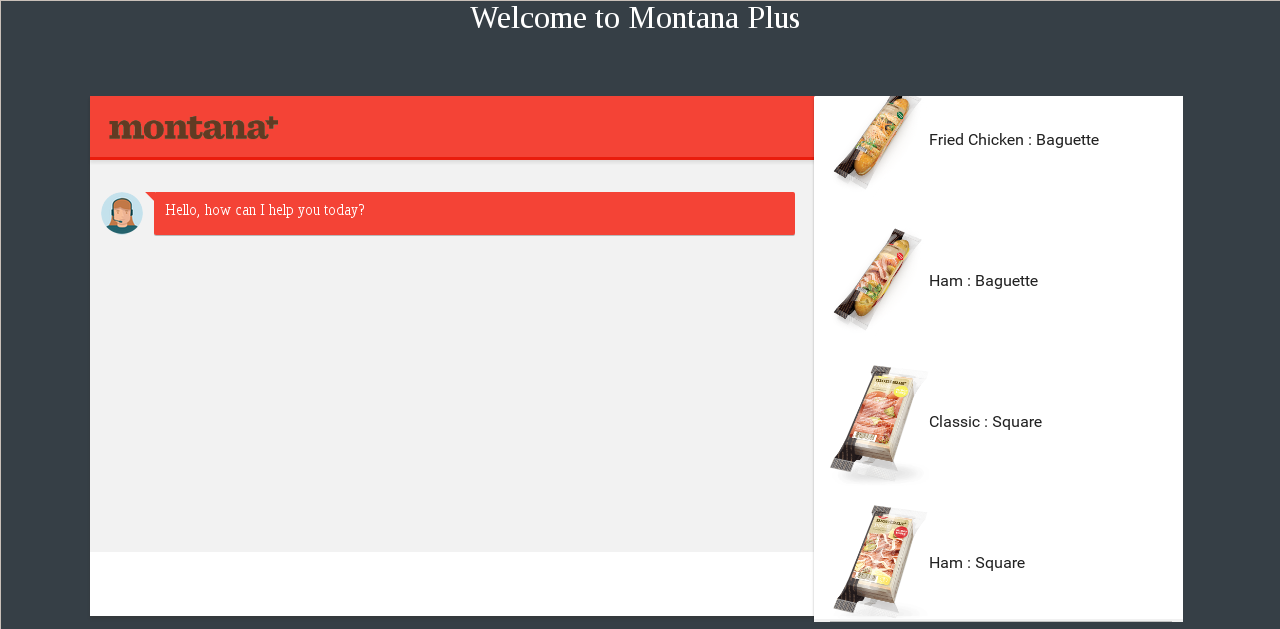 Welcome to Montana Plus
montana+
Hello, how can I help you today?
Fried Chicken : Baguette
Ham : Baguette
Classic : Square
Ham : Square